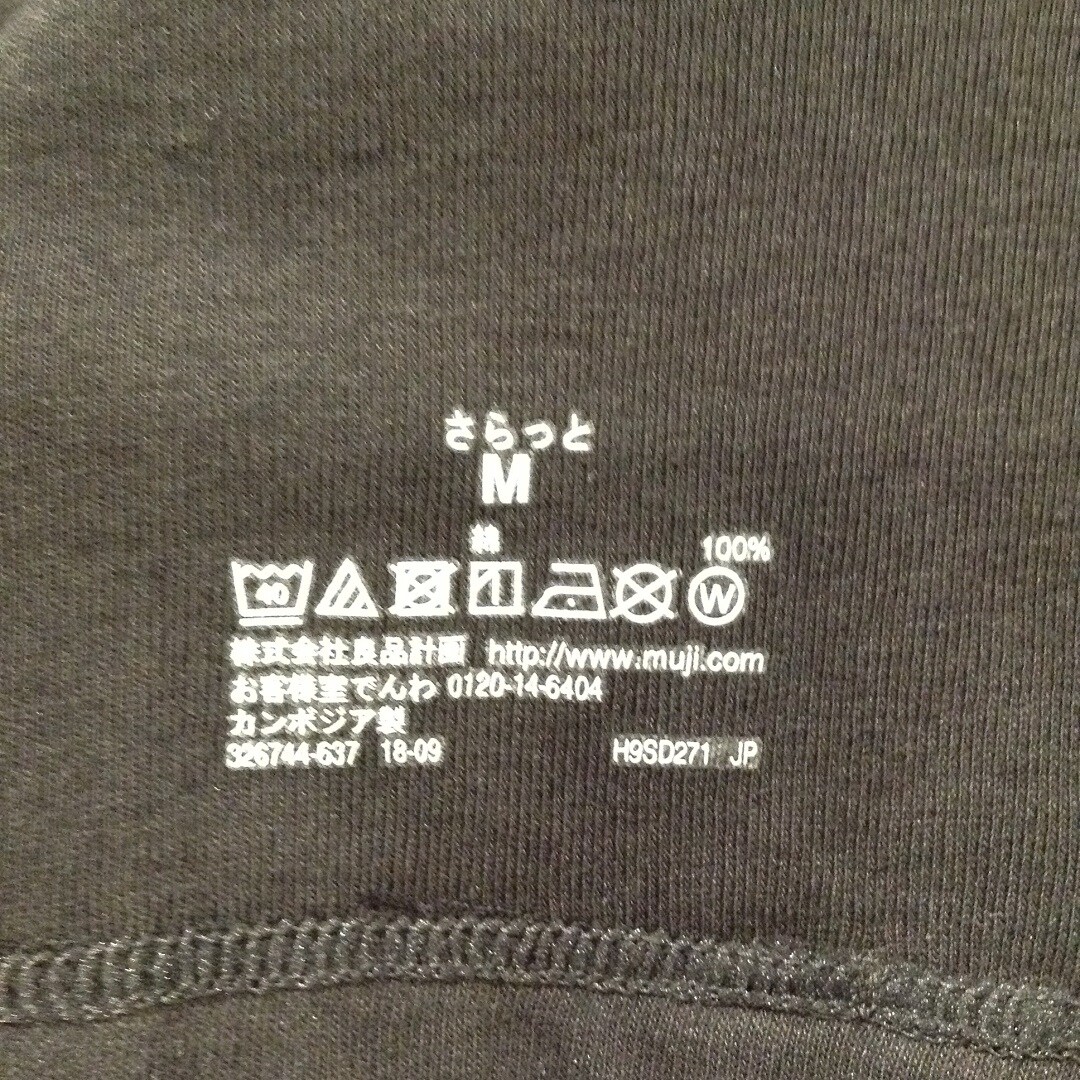 さらっと
M
綿 100%
40 W
株式会社良品計画 http://www.muji.com
お客様室でんわ 0120-14-6404
カンボジア製
326744-637 18-09 H9SD271 JP